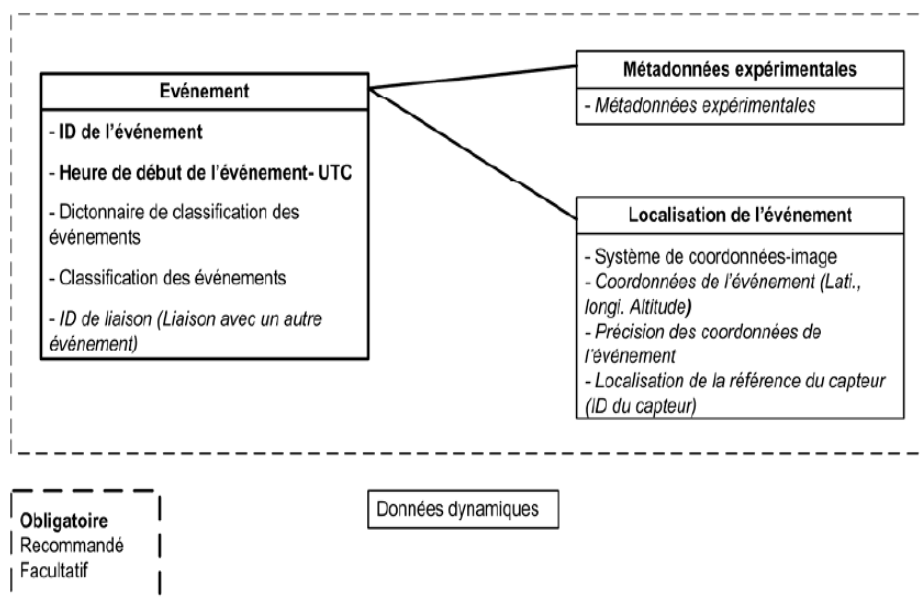 Evénement
- ID de l'événement
- Heure de début de l'événement- UTC
- Dictonnaire de classification des
événements
- Classification des événements
- ID de liaison (Liaison avec un autre
événement)
Métadonnées expérimentales
- Métadonnées expérimentales
Localisation de l'événement
- Système de coordonnées-image
- Coordonnées de l'événement (Lati.,
longi. Altitude)
- Précision des coordonnées de
l'événement
- Localisation de la référence du capteur
(ID du capteur)
Obligatoire
Recommandé
Facultatif
Données dynamiques